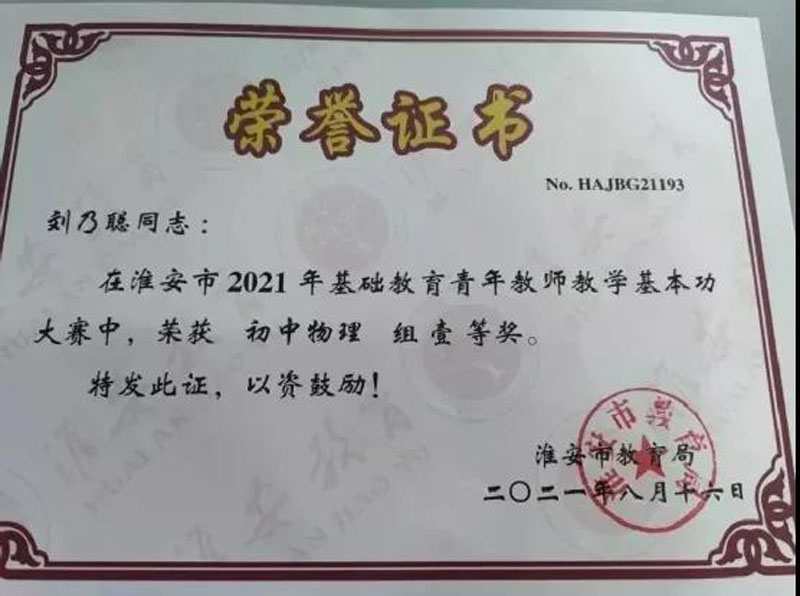 荣誉证书
No. HAJBG21193
刘乃聪同志：
在淮安市2021年基础教育青年教师教学基本功
大赛中，荣获 初中物理 组 壹 等奖。
特发此证，以资鼓励！
淮安市教育局
二〇二一年八月十六日